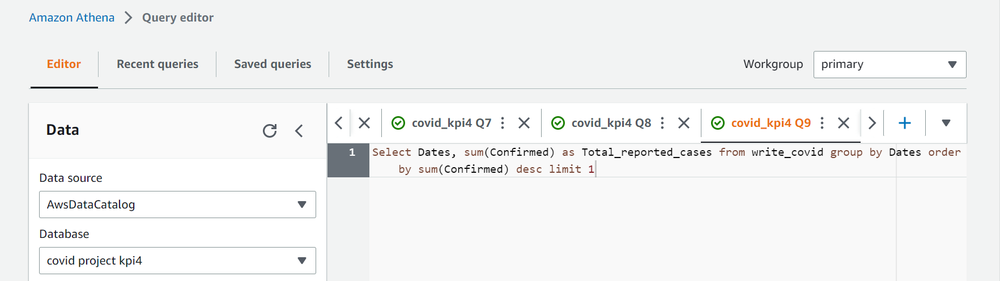 Amazon Athena > Query editor
Editor Recent queries Saved queries Settings Workgroup primary
Data
covid_kpi4 Q7 covid_kpi4 Q8 covid_kpi4 Q9
1 Select Dates, sum(Confirmed) as Total_reported_cases from write_covid group by Dates order
by sum(Confirmed) desc limit 1
Data source
AwsDataCatalog
Database
covid project kpi4